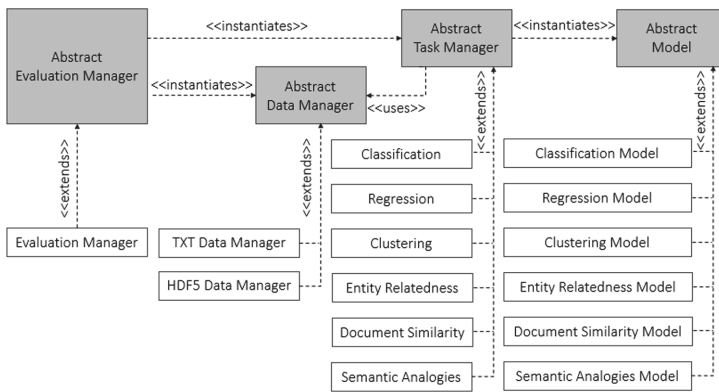 <<instantiates>>
Abstract
Evaluation Manager
Abstract
Task Manager
<<instantiates>>
Abstract
Model
<<instantiates>>
Abstract
Data Manager
<<uses>>
<<extends>>
<<extends>>
<<extends>>
<<extends>>
Classification
Classification Model
Regression
Regression Model
Evaluation Manager
TXT Data Manager
Clustering
Clustering Model
HDF5 Data Manager
Entity Relatedness
Entity Relatedness Model
Document Similarity
Document Similarity Model
Semantic Analogies
Semantic Analogies Model